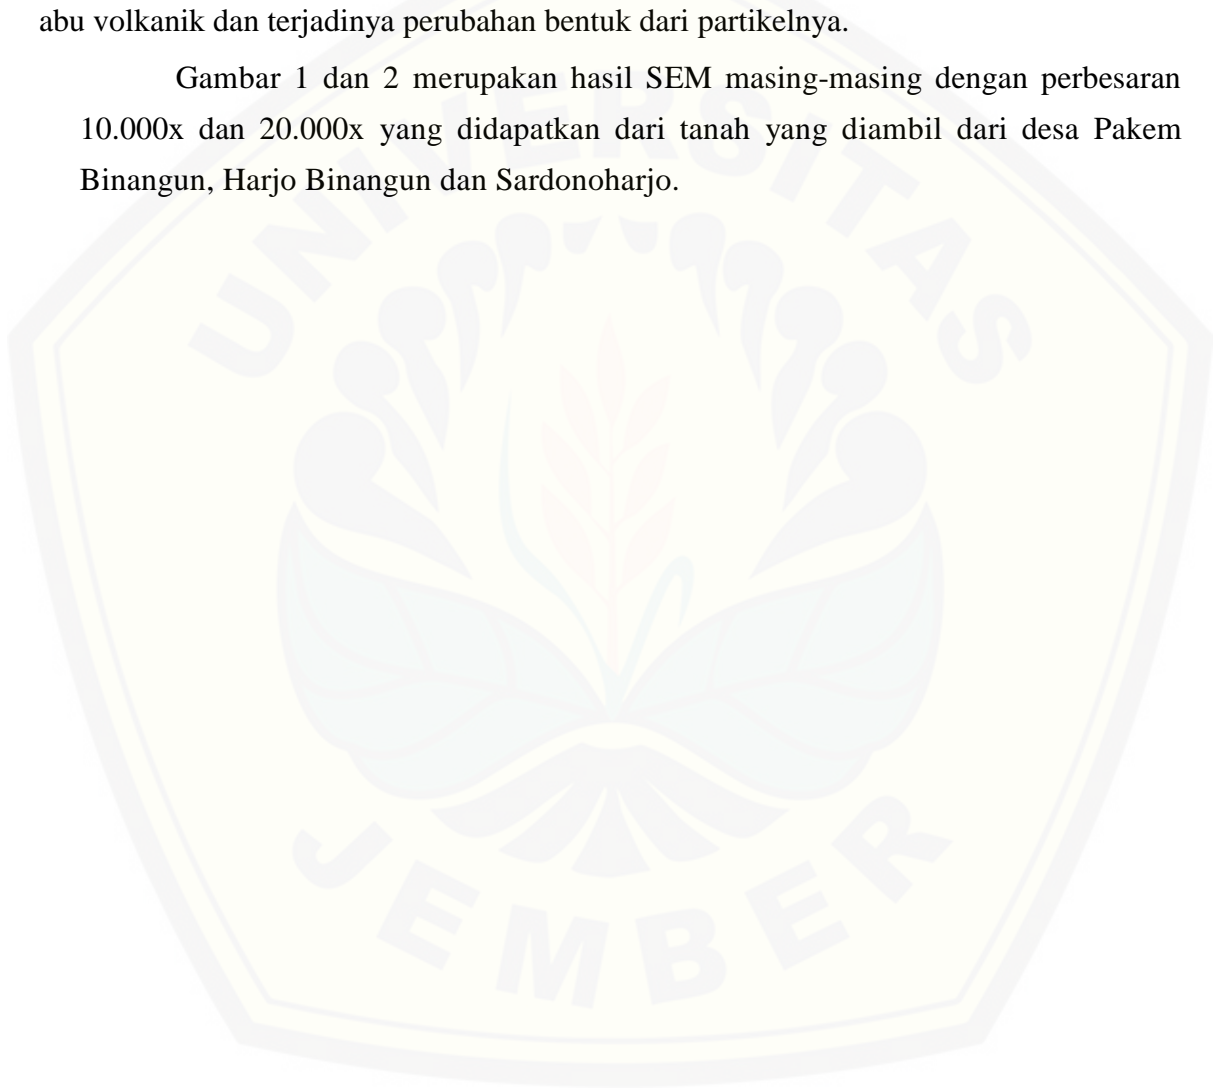 abu volkanik dan terjadinya perubahan bentuk dari partikelnya.
Gambar 1 dan 2 merupakan hasil SEM masing-masing dengan perbesaran
10.000x dan 20.000x yang didapatkan dari tanah yang diambil dari desa Pakem
Binangun, Harjo Binangun dan Sardonoharjo.
UNIVERSITAS
JEMBER